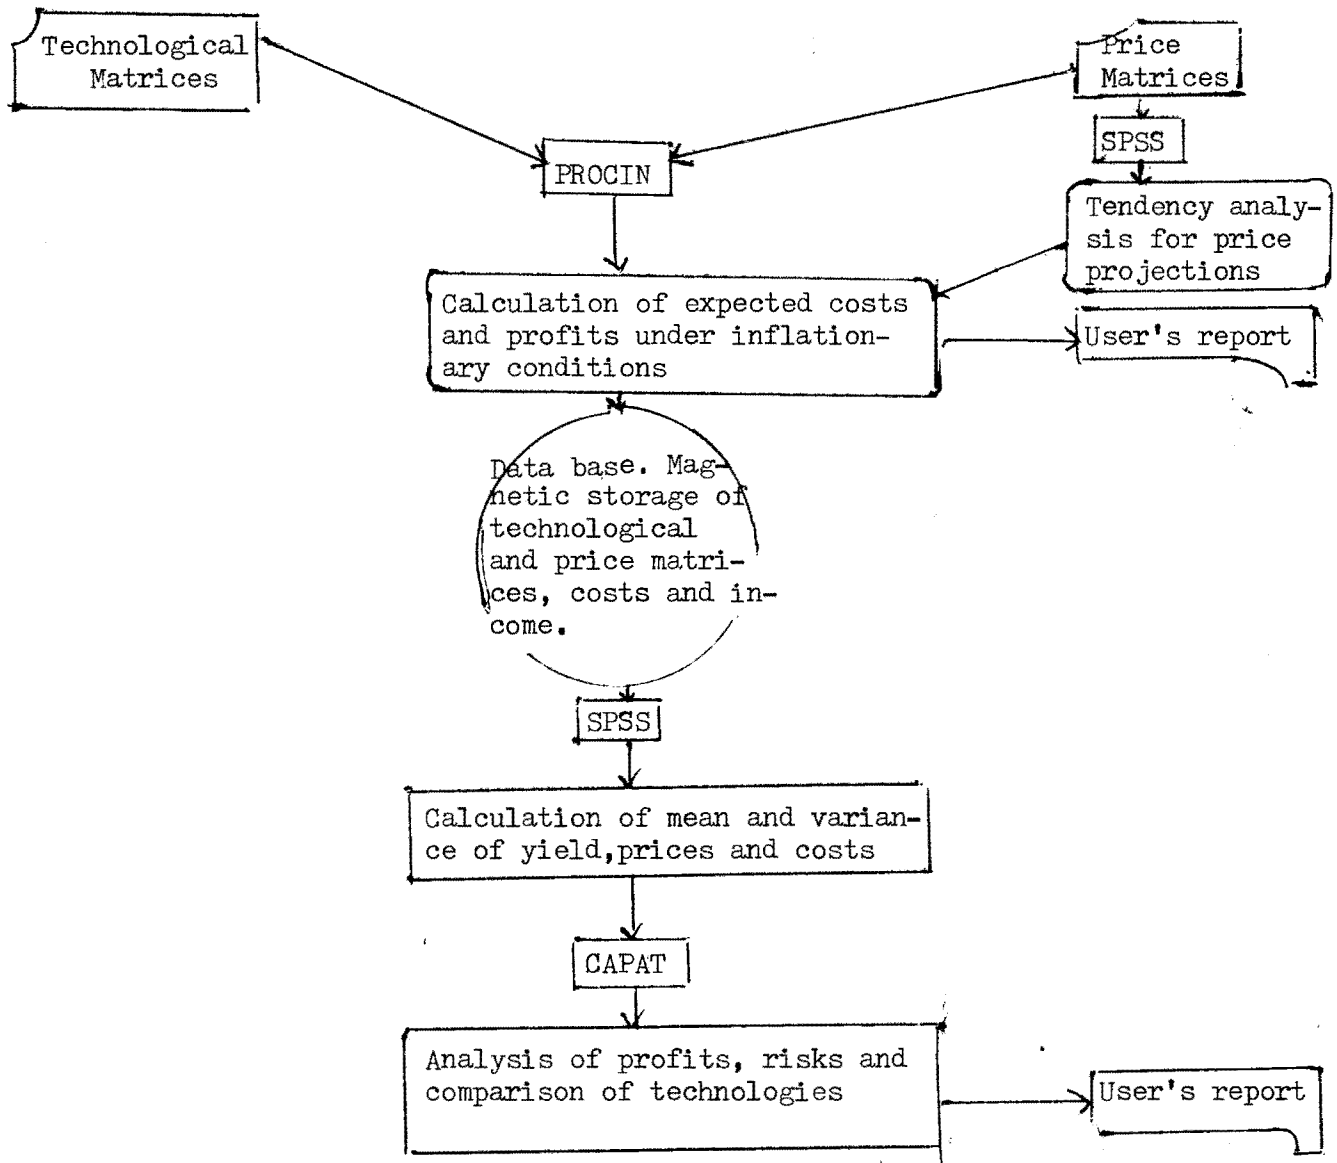 Technological
Matrices
Price
Matrices
SPSS
PROCIN
Tendency analy-
sis for price
projections
Calculation of expected costs
and profits under inflation-
ary conditions
User's report
Data base. Mag-
netic storage of
technological
and price matri-
ces, costs and in-
come.
SPSS
Calculation of mean and varian-
ce of yield,prices and costs
CAPAT
Analysis of profits, risks and
comparison of technologies
User's report